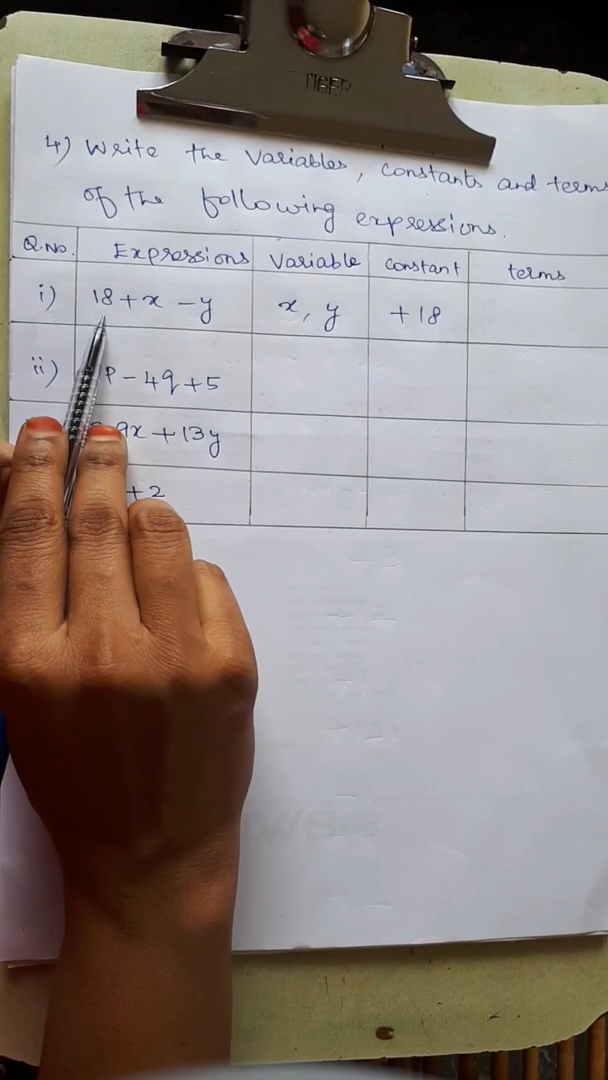 TIGER
4) Write the variables, constants and terms
of the following expressions.
Q.No. Expressions Variable constant terms
i) 18 + x - y x, y + 18
ii) p - 4q + 5
9x + 13y
+ 2